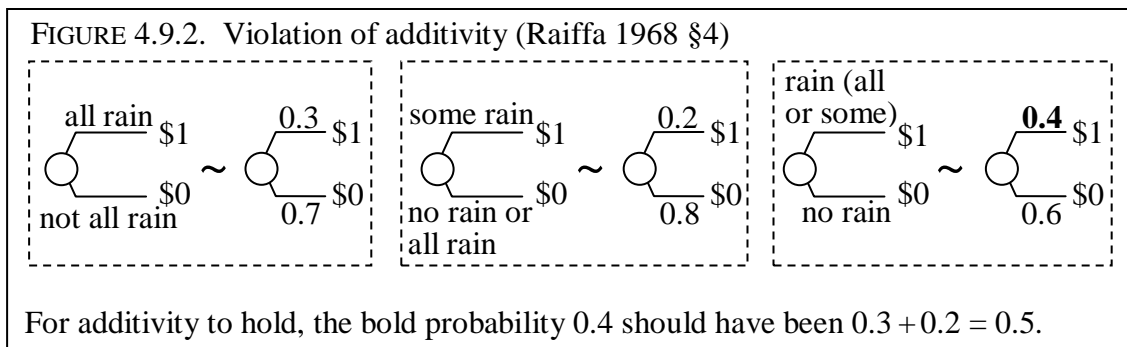 FIGURE 4.9.2. Violation of additivity (Raiffa 1968 §4)
all rain
$1
not all rain
$0
~
0.3
$1
0.7
$0
some rain
$1
no rain or
all rain
$0
~
0.2
$1
0.8
$0
rain (all
or some)
$1
no rain
$0
~
0.4
$1
0.6
$0
For additivity to hold, the bold probability 0.4 should have been 0.3 + 0.2 = 0.5.